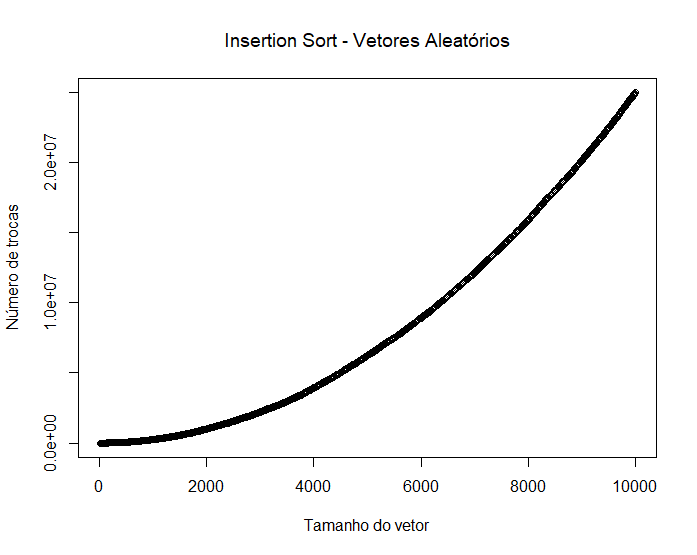 Insertion Sort - Vetores Aleatórios
Número de trocas
2.0e+07
1.0e+07
0.0e+00
0 2000 4000 6000 8000 10000
Tamanho do vetor